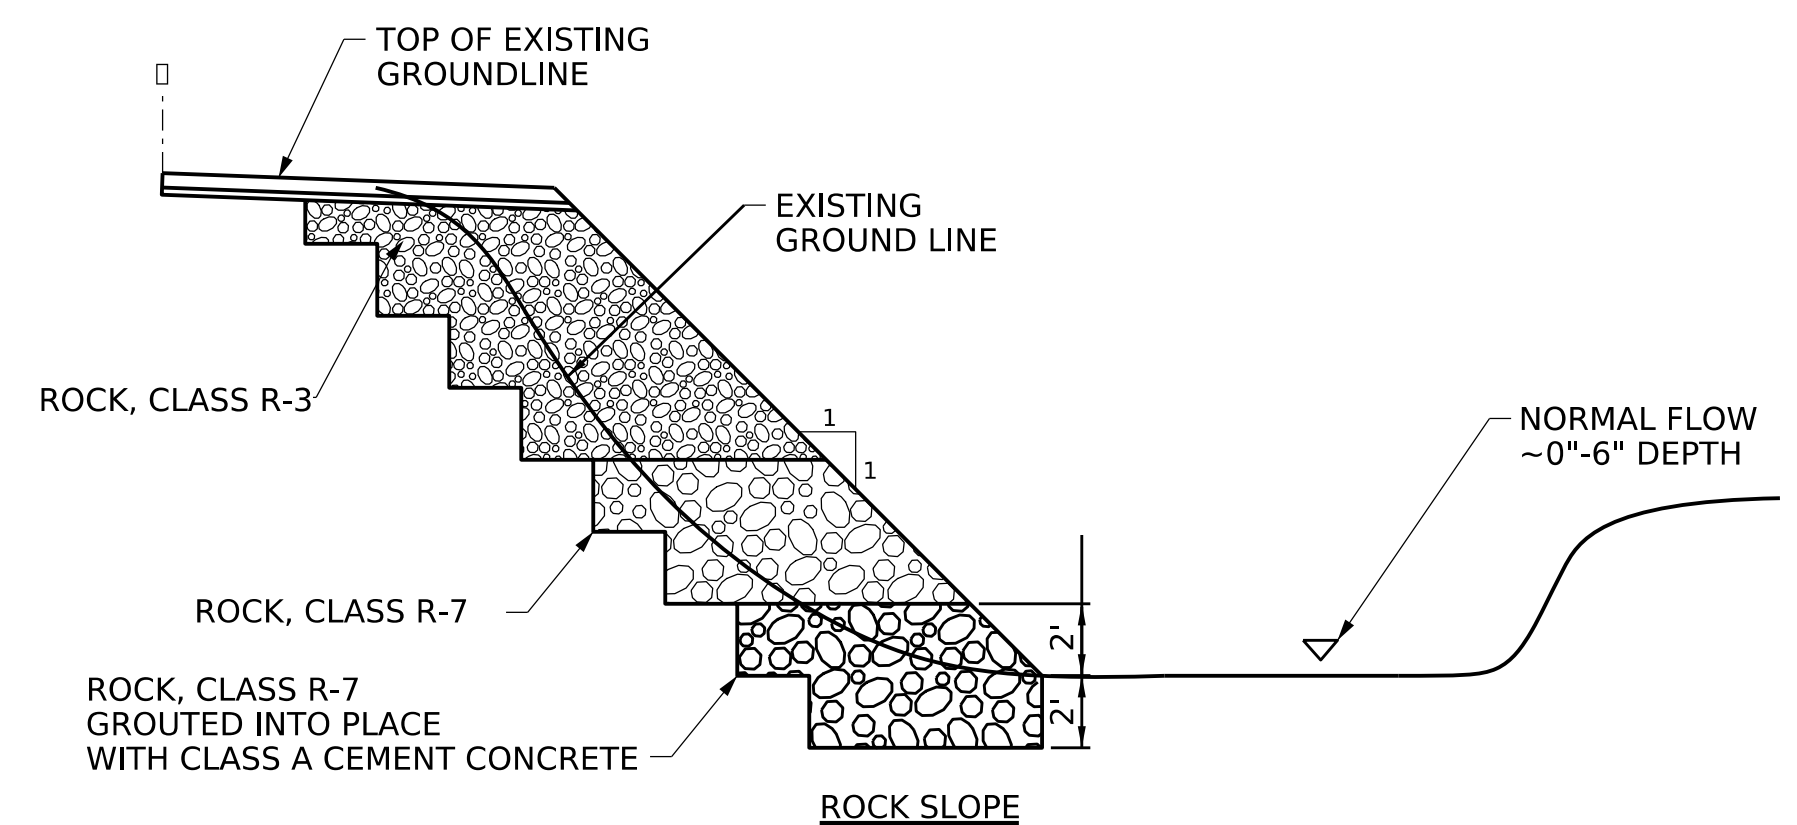 TOP OF EXISTING
GROUNDLINE
EXISTING
GROUND LINE
ROCK, CLASS R-3
1
1
NORMAL FLOW
~0"-6" DEPTH
ROCK, CLASS R-7
2'
2'
ROCK, CLASS R-7
GROUTED INTO PLACE
WITH CLASS A CEMENT CONCRETE
ROCK SLOPE